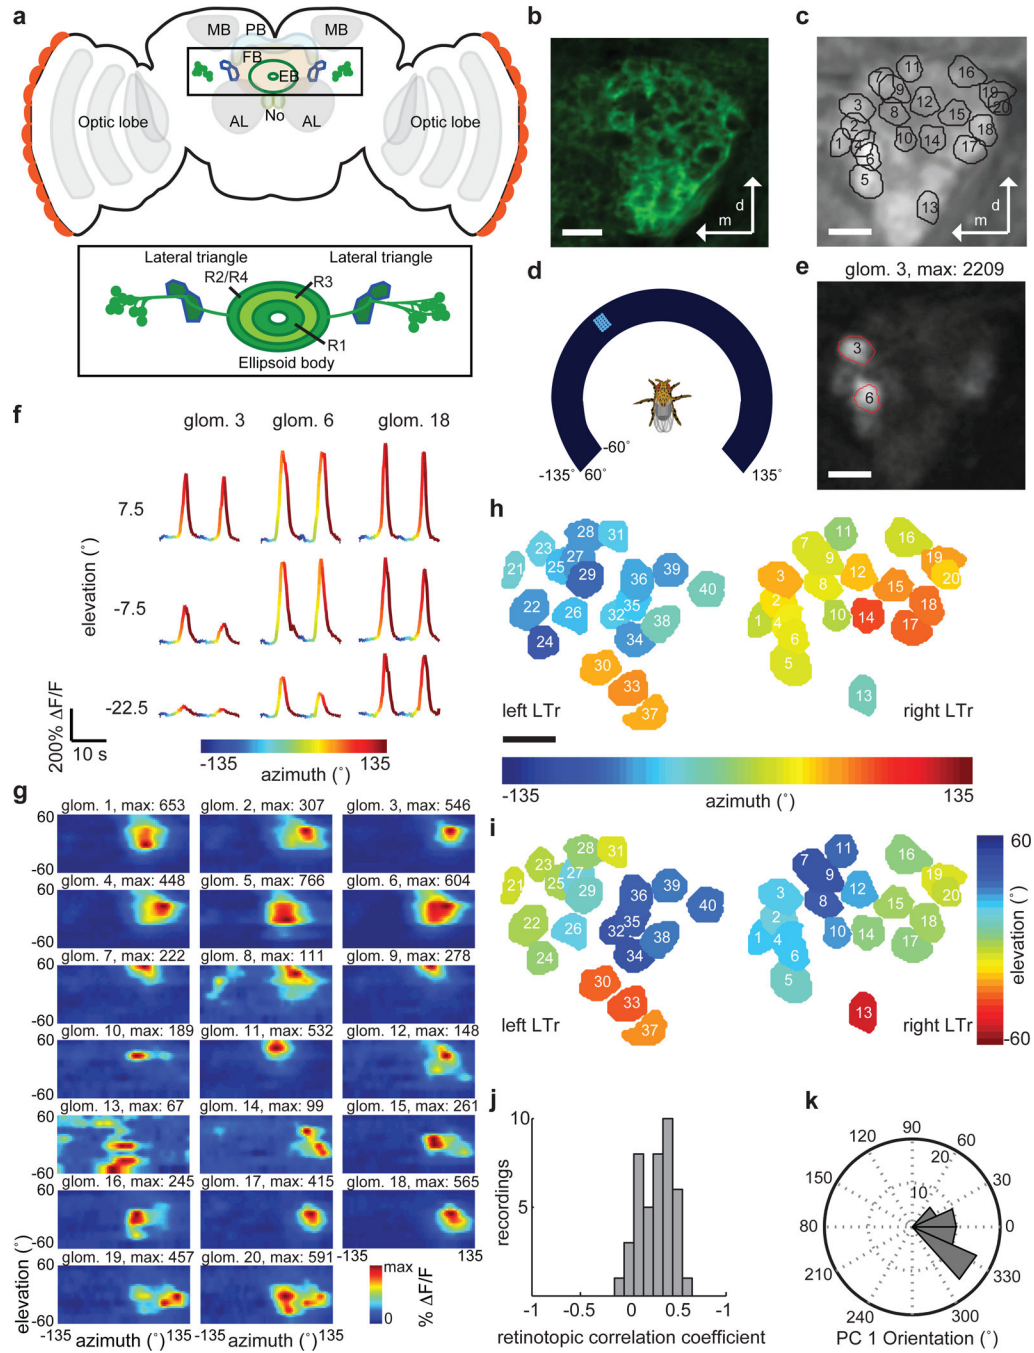 a
MB
PB
MB
FB
EB
Optic lobe
AL
No
AL
Optic lobe
Lateral triangle
Lateral triangle
R2/R4
R3
R1
Ellipsoid body
b
d
m
c
11
16
7
9
12
19
20
3
8
15
2
10
14
18
1
4
6
17
5
13
d
m
d
-60°
-135°
60°
135°
e
glom. 3, max: 2209
3
6
f
glom. 3
glom. 6
glom. 18
7.5
-7.5
-22.5
elevation (°)
200% ΔF/F
10 s
-135
135
azimuth (°)
g
glom. 1, max: 653
glom. 2, max: 307
glom. 3, max: 546
60
-60
glom. 4, max: 448
glom. 5, max: 766
glom. 6, max: 604
60
-60
glom. 7, max: 222
glom. 8, max: 111
glom. 9, max: 278
60
-60
glom. 10, max: 189
glom. 11, max: 532
glom. 12, max: 148
60
-60
glom. 13, max: 67
glom. 14, max: 99
glom. 15, max: 261
60
-60
glom. 16, max: 245
glom. 17, max: 415
glom. 18, max: 565
60
-60
-135
135
glom. 19, max: 457
glom. 20, max: 591
60
-60
elevation (°)
-135
azimuth (°)
135
-135
azimuth (°)
135
max
0
% ΔF/F
h
28
31
23
27
21
25
29
36
39
40
22
26
35
32
38
24
34
30
33
37
left LTr
11
16
7
9
19
3
8
12
20
15
2
10
14
18
1
4
6
17
5
13
right LTr
-135
135
azimuth (°)
i
28
31
23
27
21
25
29
36
39
40
22
26
35
32
38
24
34
30
33
37
left LTr
11
16
7
9
19
3
8
12
20
15
2
10
14
18
1
4
6
17
5
13
right LTr
60
-60
elevation (°)
j
10
5
recordings
-1
-0.5
0
0.5
-1
retinotopic correlation coefficient
k
90
120
60
20
150
30
10
80
0
210
330
240
300
PC 1 Orientation (°)